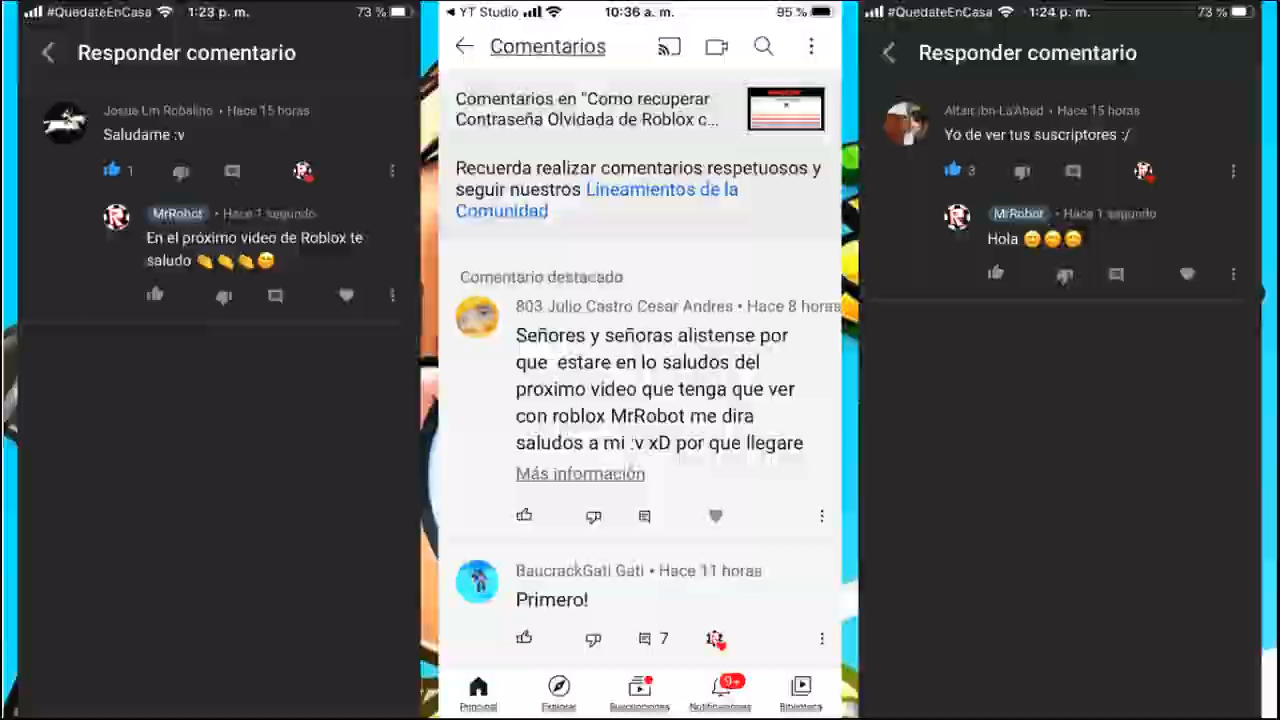 #QuedateEnCasa 1:23 p. m. 73 %
Responder comentario
Josue Lm Robalino • Hace 15 horas
Saludame :v
1
MrRobot • Hace 1 segundo
En el próximo video de Roblox te
saludo 👏👏👏😊
YT Studio 10:36 a. m. 95 %
Comentarios
Comentarios en "Como recuperar
Contraseña Olvidada de Roblox c...
Recuerda realizar comentarios respetuosos y
seguir nuestros Lineamientos de la
Comunidad
Comentario destacado
803 Julio Castro Cesar Andres • Hace 8 horas
Señores y señoras alistense por
que estare en lo saludos del
proximo video que tenga que ver
con roblox MrRobot me dira
saludos a mi :v xD por que llegare
Más información
BaucrackGati Gati • Hace 11 horas
Primero!
7
9+
Principal Explorar Suscripciones Notificaciones Biblioteca
#QuedateEnCasa 1:24 p. m. 73 %
Responder comentario
Altair ibn-La'Ahad • Hace 15 horas
Yo de ver tus suscriptores :/
3
MrRobot • Hace 1 segundo
Hola 😊😊😊